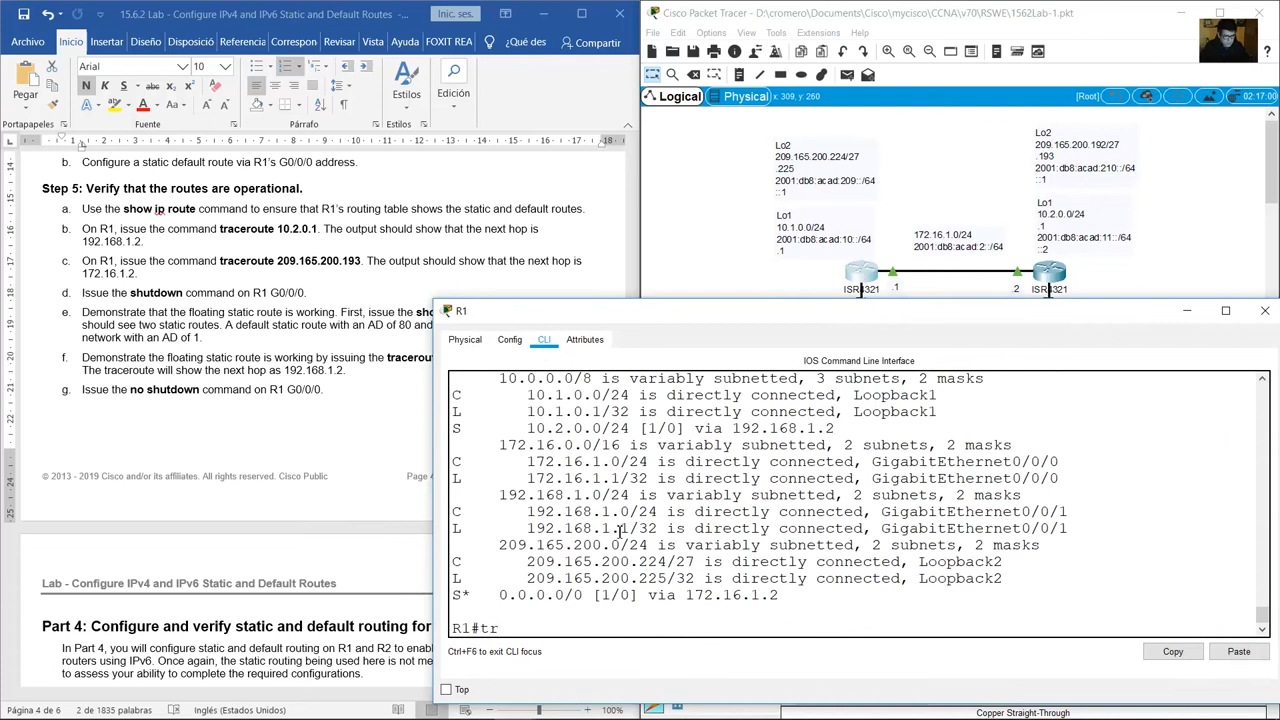 15.6.2 Lab - Configure IPv4 and IPv6 Static and Default Routes
Inic. ses.
Archivo Inicio Insertar Diseño Disposició Referencia Correspon Revisar Vista Ayuda FOXIT REA ¿Qué des Compartir
Pegar
Arial 10
N K S
Estilos
Edición
Portapapeles Fuente Párrafo Estilos
b. Configure a static default route via R1's G0/0/0 address.
Step 5: Verify that the routes are operational.
a. Use the show ip route command to ensure that R1's routing table shows the static and default routes.
b. On R1, issue the command traceroute 10.2.0.1. The output should show that the next hop is
192.168.1.2.
c. On R1, issue the command traceroute 209.165.200.193. The output should show that the next hop is
172.16.1.2.
d. Issue the shutdown command on R1 G0/0/0.
e. Demonstrate that the floating static route is working. First, issue the sho
should see two static routes. A default static route with an AD of 80 and
network with an AD of 1.
f. Demonstrate the floating static route is working by issuing the tracerou
The traceroute will show the next hop as 192.168.1.2.
g. Issue the no shutdown command on R1 G0/0/0.
© 2013 - 2019 Cisco and/or its affiliates. All rights reserved. Cisco Public Page 4
Lab - Configure IPv4 and IPv6 Static and Default Routes
Part 4: Configure and verify static and default routing for
In Part 4, you will configure static and default routing on R1 and R2 to enabl
routers using IPv6. Once again, the static routing being used here is not me
to assess your ability to complete the required configurations.
Página 4 de 6 2 de 1835 palabras Inglés (Estados Unidos) 100%
Cisco Packet Tracer - D:\cromero\Documents\Cisco\mycisco\CCNA\v70\RSWE\1562Lab-1.pkt
File Edit Options View Tools Extensions Help
Logical Physical x: 309, y: 260 [Root] 02:17:00
Lo2
209.165.200.224/27
.225
2001:db8:acad:209::/64
::1
Lo1
10.1.0.0/24
2001:db8:acad:10::/64
.1
172.16.1.0/24
2001:db8:acad:2::/64
Lo2
209.165.200.192/27
.193
2001:db8:acad:210::/64
::1
Lo1
10.2.0.0/24
.1
2001:db8:acad:11::/64
::2
ISR4321 .1 .2 ISR4321
R1
Physical Config CLI Attributes
IOS Command Line Interface
10.0.0.0/8 is variably subnetted, 3 subnets, 2 masks
C 10.1.0.0/24 is directly connected, Loopback1
L 10.1.0.1/32 is directly connected, Loopback1
S 10.2.0.0/24 [1/0] via 192.168.1.2
172.16.0.0/16 is variably subnetted, 2 subnets, 2 masks
C 172.16.1.0/24 is directly connected, GigabitEthernet0/0/0
L 172.16.1.1/32 is directly connected, GigabitEthernet0/0/0
192.168.1.0/24 is variably subnetted, 2 subnets, 2 masks
C 192.168.1.0/24 is directly connected, GigabitEthernet0/0/1
L 192.168.1.1/32 is directly connected, GigabitEthernet0/0/1
209.165.200.0/24 is variably subnetted, 2 subnets, 2 masks
C 209.165.200.224/27 is directly connected, Loopback2
L 209.165.200.225/32 is directly connected, Loopback2
S* 0.0.0.0/0 [1/0] via 172.16.1.2
R1#tr
Ctrl+F6 to exit CLI focus
Copy Paste
Top
Copper Straight-Through